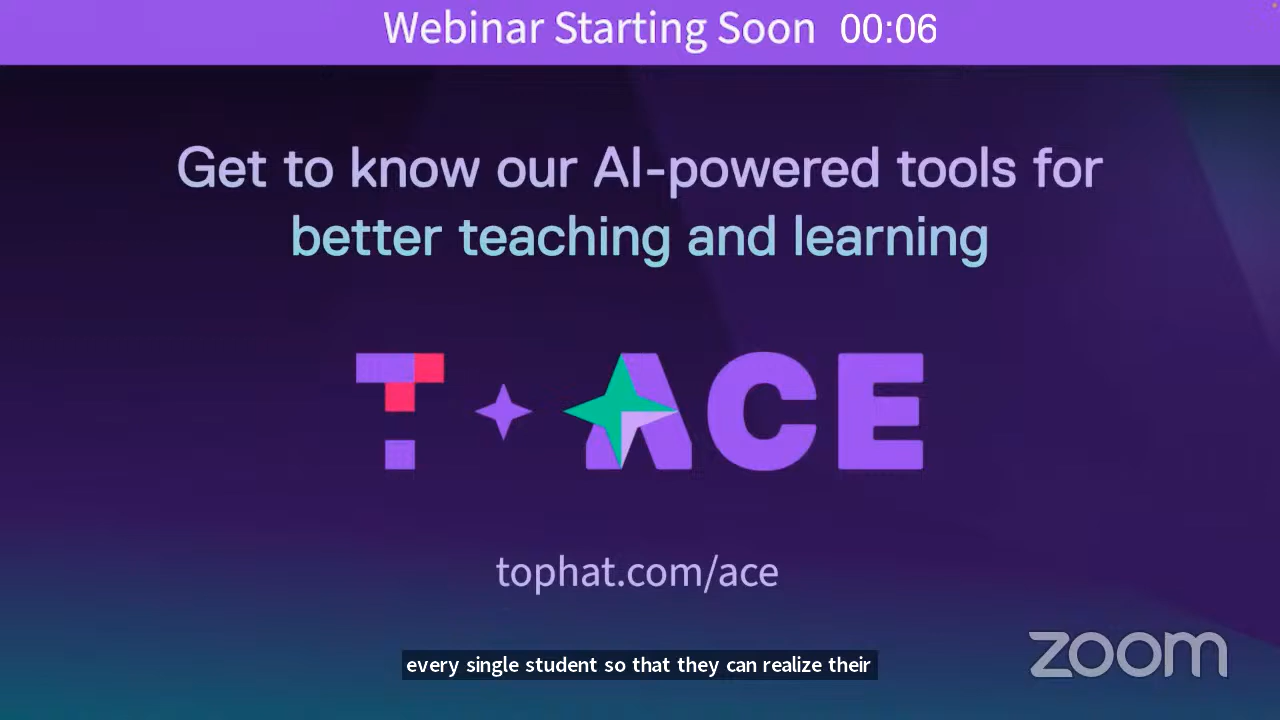 Webinar Starting Soon 00:06
Get to know our AI-powered tools for
better teaching and learning
T ACE
tophat.com/ace
every single student so that they can realize their
zoom